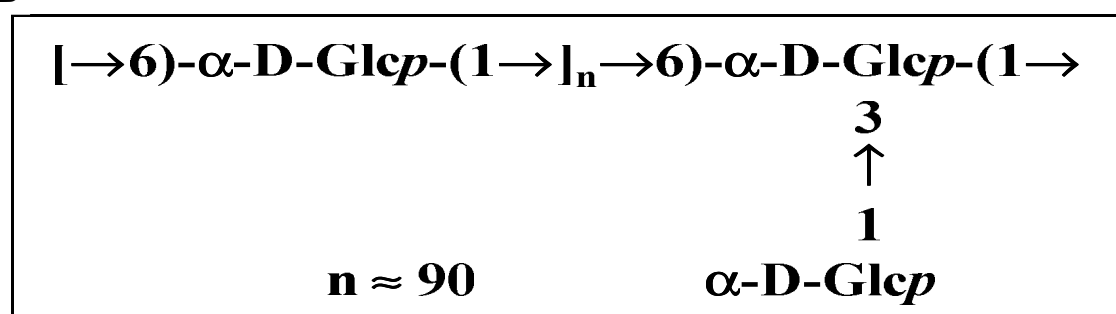 [→6)-α-D-Glcp-(1→]n→6)-α-D-Glcp-(1→
3
↑
1
n ≈ 90 α-D-Glcp